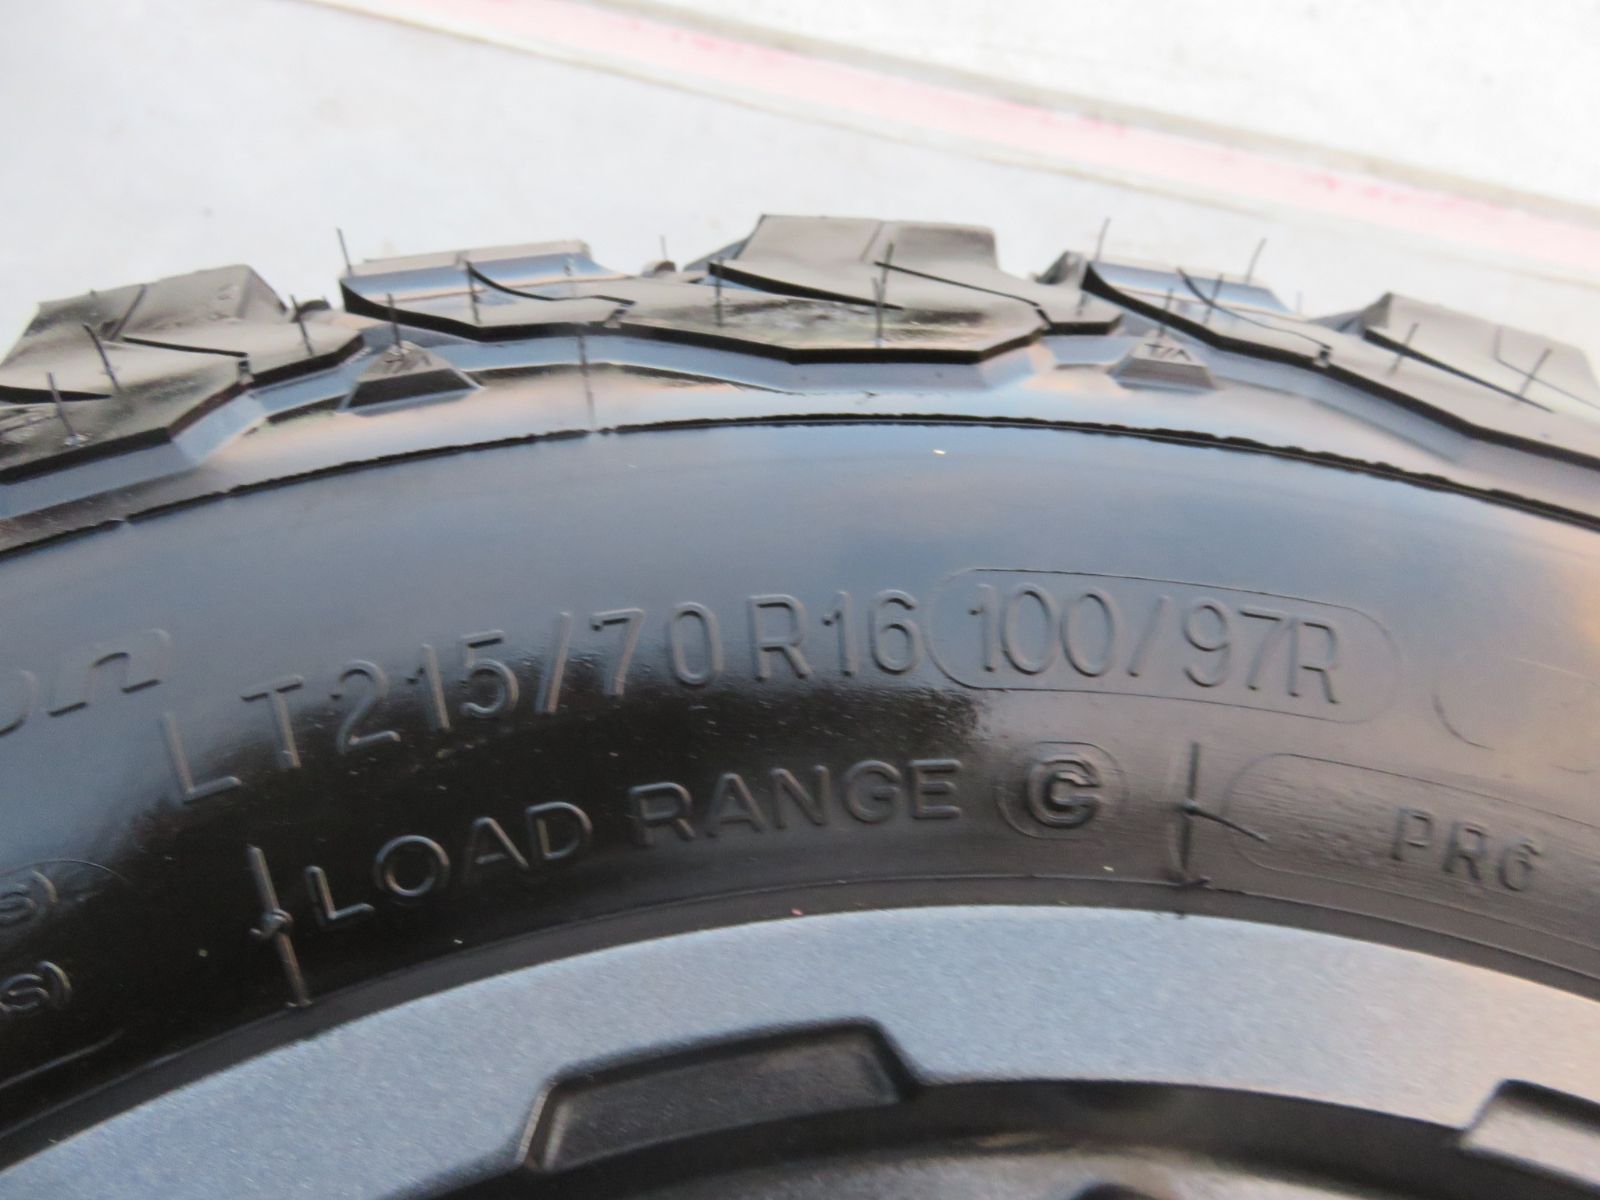 T/A
T/A
LT215/70R16 100/97R
LOAD RANGE C
PR6
S)
S)